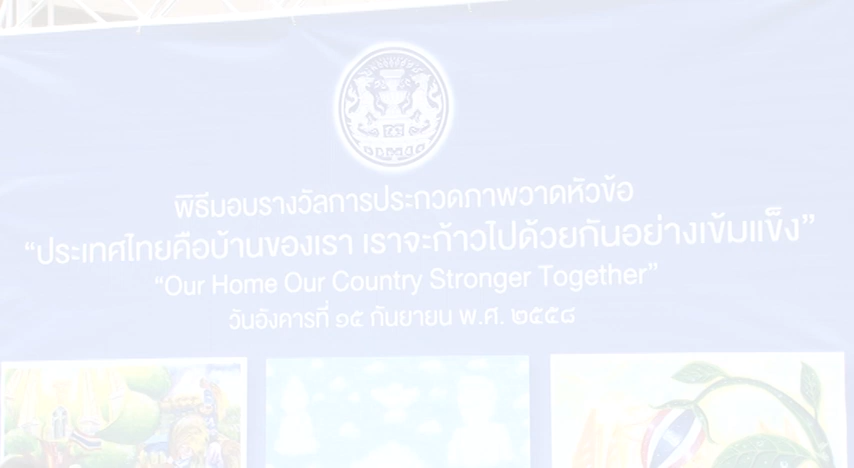 พิธีมอบรางวัลการประกวดภาพวาดหัวข้อ
“ประเทศไทยคือบ้านของเรา เราจะก้าวไปด้วยกันอย่างเข้มแข็ง”
“Our Home Our Country Stronger Together”
วันอังคารที่ ๑๕ กันยายน พ.ศ. ๒๕๕๘